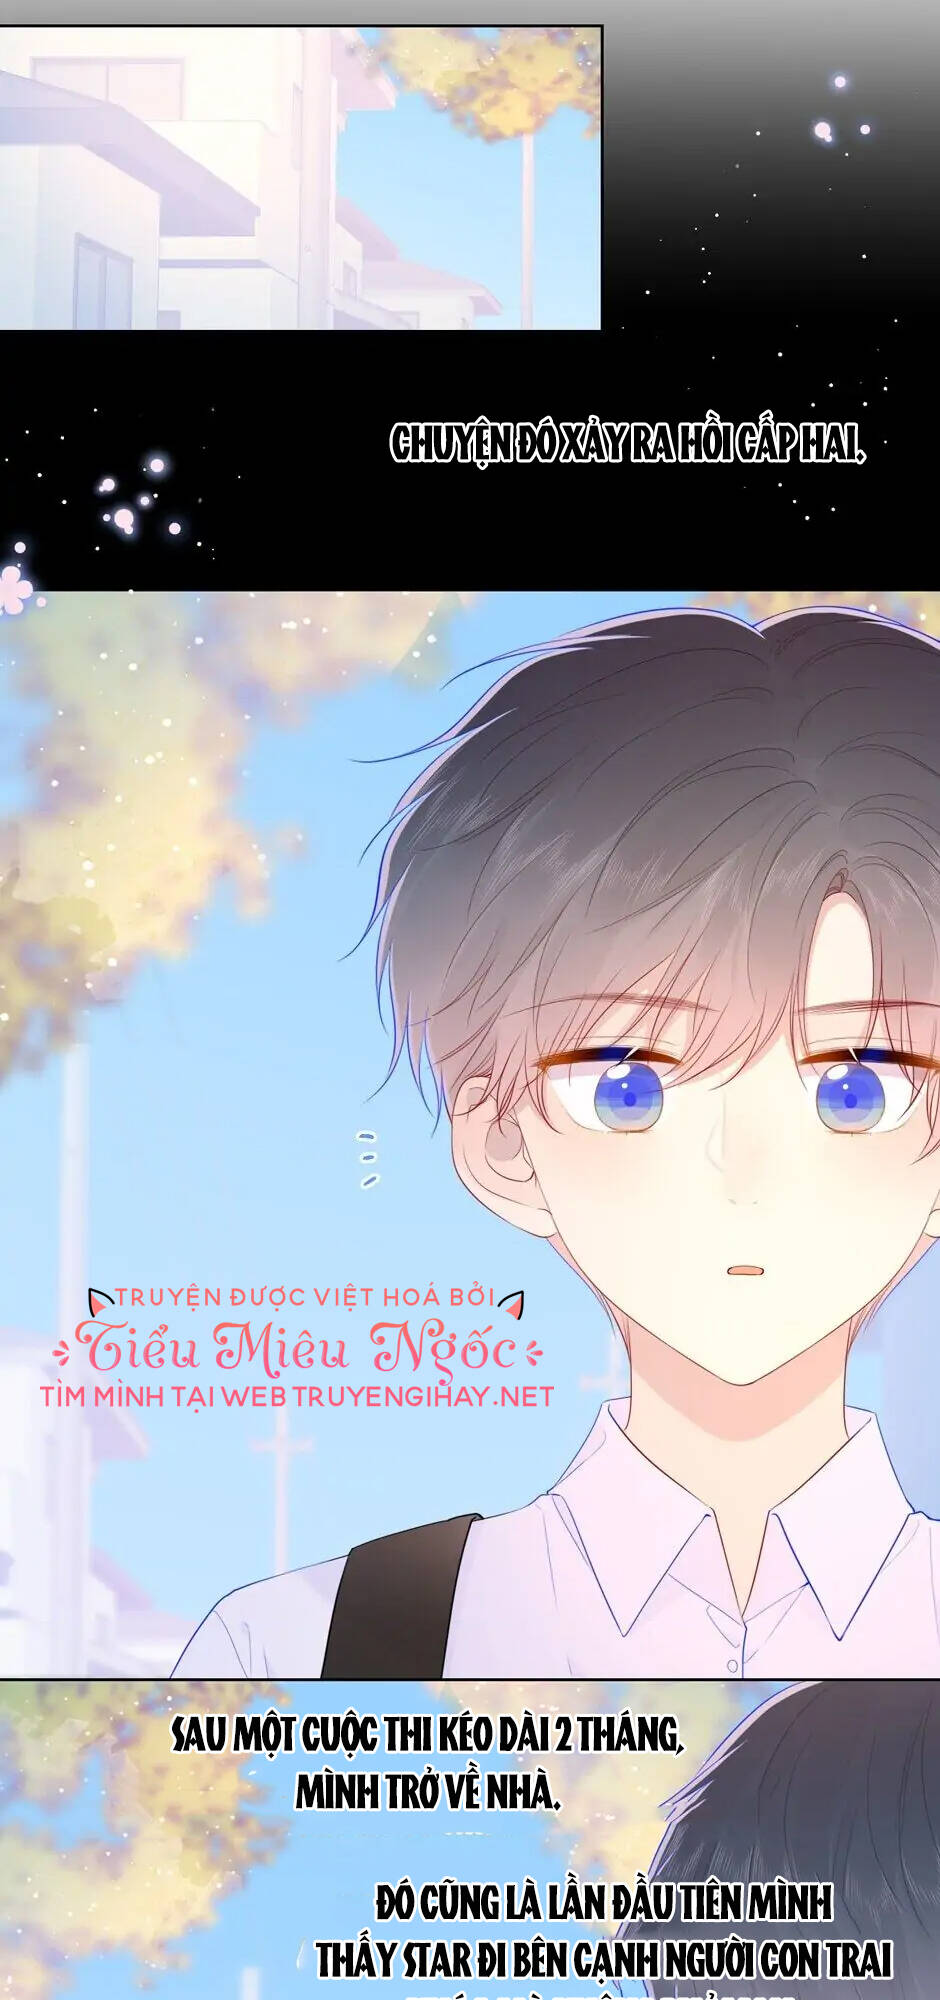 CHUYỆN ĐÓ XẢY RA HỒI CẤP HAI.
TRUYỆN ĐƯỢC VIỆT HOÁ BỞI
Tiểu Miêu Ngốc
TÌM MÌNH TẠI WEB TRUYENGIHAY.NET
SAU MỘT CUỘC THI KÉO DÀI 2 THÁNG,
MÌNH TRỞ VỀ NHÀ.
ĐÓ CŨNG LÀ LẦN ĐẦU TIÊN MÌNH
THẤY STAR ĐI BÊN CẠNH NGƯỜI CON TRAI